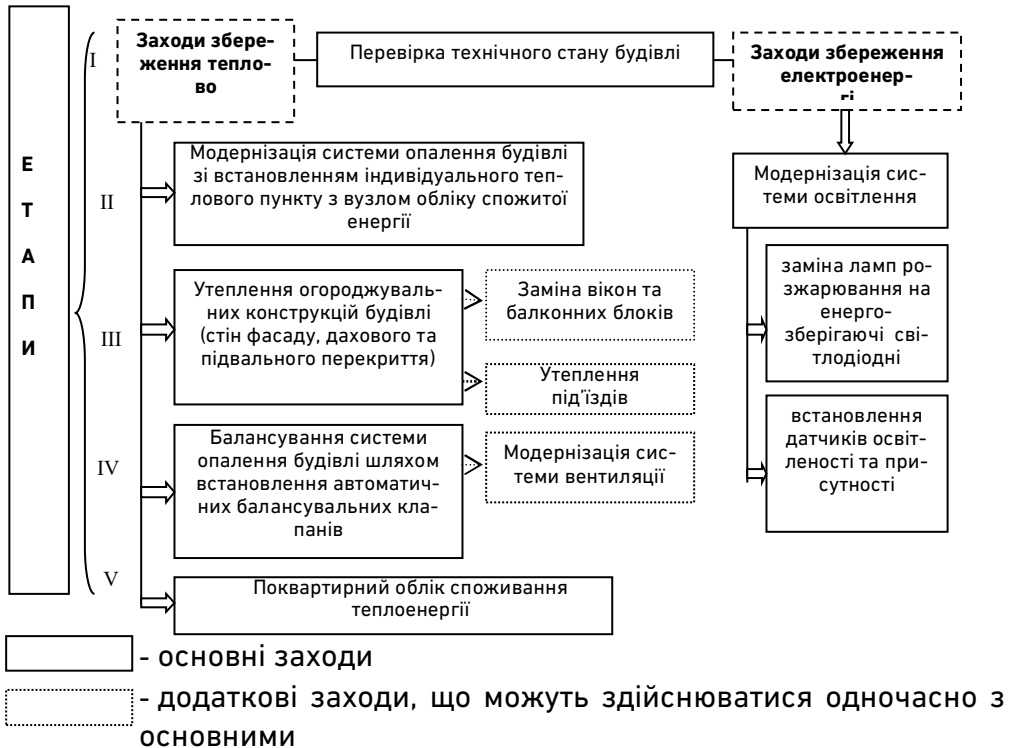 Е
Т
А
П
И
I
Заходи збере-
ження тепло-
во
Перевірка технічного стану будівлі
Заходи збереження
електроенер-
гі
II
Модернізація системи опалення будівлі
зі встановленням індивідуального теп-
лового пункту з вузлом обліку спожитої
енергії
Модернізація сис-
теми освітлення
III
Утеплення огороджуваль-
них конструкцій будівлі
(стін фасаду, дахового та
підвального перекриття)
Заміна вікон та
балконних блоків
Утеплення
під'їздів
заміна ламп ро-
зжарювання на
енерго-
зберігаючі сві-
тлодіодні
IV
Балансування системи
опалення будівлі шляхом
встановлення автоматич-
них балансувальних кла-
панів
Модернізація сис-
теми вентиляції
встановлення
датчиків освіт-
леності та при-
сутності
V
Поквартирний облік споживання
теплоенергії
- основні заходи
- додаткові заходи, що можуть здійснюватися одночасно з
основними